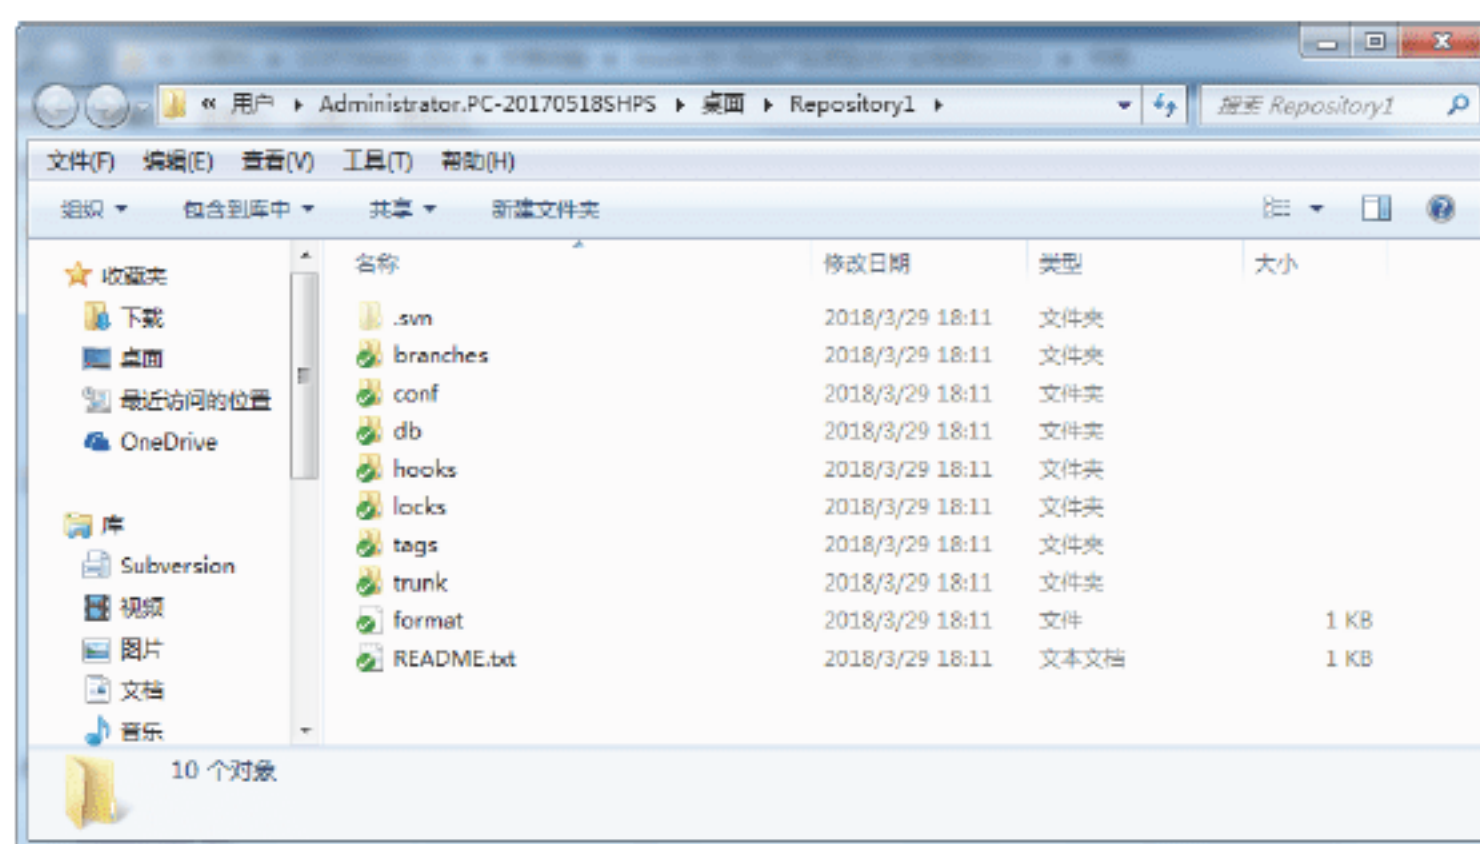 « 用户 ▸ Administrator.PC-20170518SHPS ▸ 桌面 ▸ Repository1 ▸ 搜索 Repository1
文件(F) 编辑(E) 查看(V) 工具(T) 帮助(H)
组织 包含到库中 共享 新建文件夹
收藏夹
下载
桌面
最近访问的位置
OneDrive
库
Subversion
视频
图片
文档
音乐
名称 修改日期 类型 大小
.svn 2018/3/29 18:11 文件夹
branches 2018/3/29 18:11 文件夹
conf 2018/3/29 18:11 文件夹
db 2018/3/29 18:11 文件夹
hooks 2018/3/29 18:11 文件夹
locks 2018/3/29 18:11 文件夹
tags 2018/3/29 18:11 文件夹
trunk 2018/3/29 18:11 文件夹
format 2018/3/29 18:11 文件 1 KB
README.txt 2018/3/29 18:11 文本文档 1 KB
10 个对象